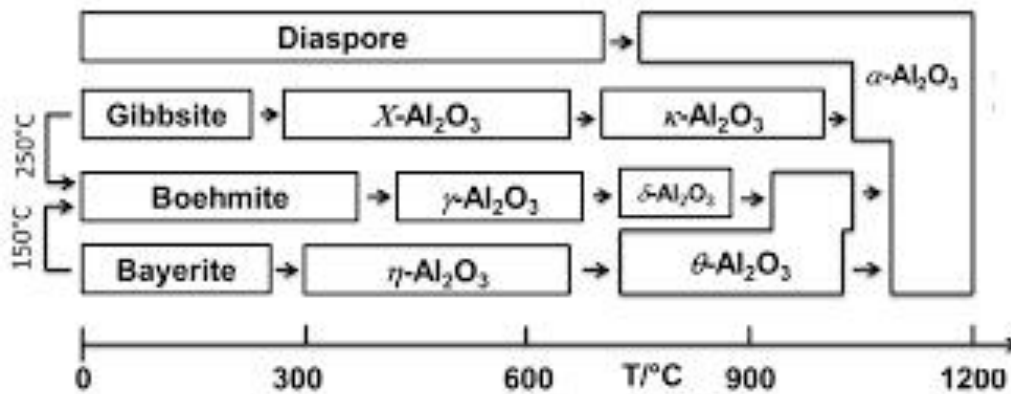 Diaspore
α-Al₂O₃
Gibbsite X-Al₂O₃ κ-Al₂O₃
250°C
Boehmite γ-Al₂O₃ δ-Al₂O₃
150°C
Bayerite η-Al₂O₃ θ-Al₂O₃
0 300 600 T/°C 900 1200